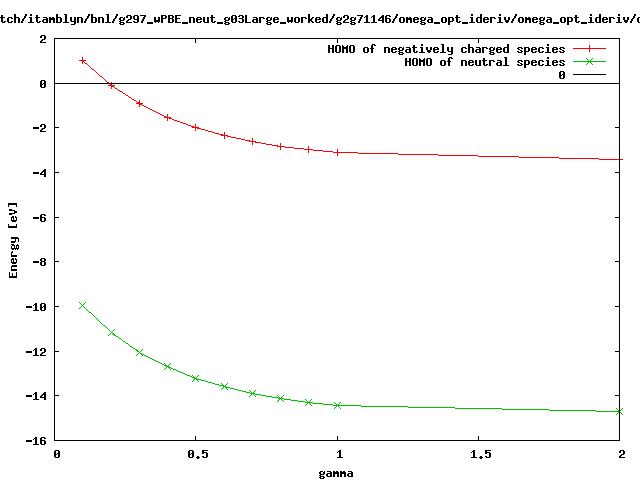 tch/itamblyn/bnl/g297_wPBE_neut_g03Large_worked/g2g71146/omega_opt_ideriv/omega_opt_ideriv/o
HOMO of negatively charged species
HOMO of neutral species
0
2
0
-2
-4
-6
-8
-10
-12
-14
-16
Energy [eV]
0 0.5 1 1.5 2
gamma